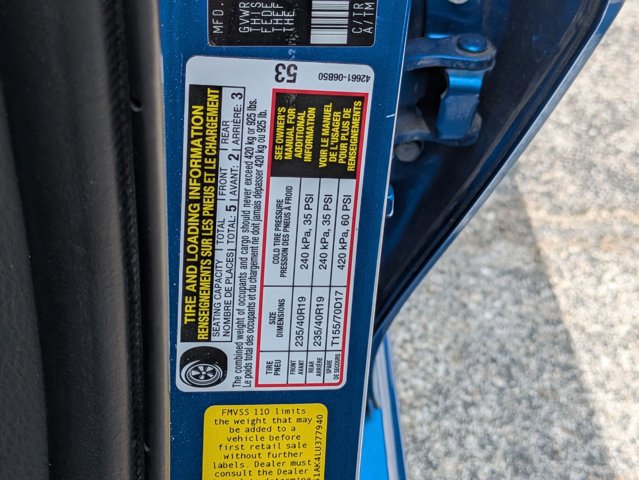 MFD.
GVWR
THIS
FEDE
THEF
THE
C/TR
A/TM
TIRE AND LOADING INFORMATION
RENSEIGNEMENTS SUR LES PNEUS ET LE CHARGEMENT
SEATING CAPACITY TOTAL FRONT REAR
NOMBRE DE PLACES TOTAL: 5 AVANT: 2 ARRIÈRE: 3
The combined weight of occupants and cargo should never exceed 420 kg or 925 lbs.
Le poids total des occupants et du chargement ne doit jamais dépasser 420 kg ou 925 lb.
TIRE
PNEU
SIZE
DIMENSIONS
COLD TIRE PRESSURE
PRESSION DES PNEUS À FROID
FRONT
AVANT
235/40R19
240 kPa, 35 PSI
REAR
ARRIÈRE
235/40R19
240 kPa, 35 PSI
SPARE
DE SECOURS
T155/70D17
420 kPa, 60 PSI
SEE OWNER'S
MANUAL FOR
ADDITIONAL
INFORMATION
VOIR LE MANUEL
DE L'USAGER
POUR PLUS DE
RENSEIGNEMENTS
53
42661-06B50
FMVSS 110 limits
the weight that may
be added to a
vehicle before
first retail sale
without further
labels. Dealer must
consult the Dealer
1AK4LU377940